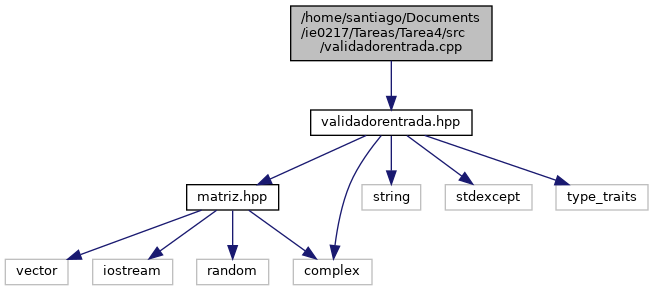 /home/santiago/Documents
/ie0217/Tareas/Tarea4/src
/validadorentrada.cpp
validadorentrada.hpp
matriz.hpp
string
stdexcept
type_traits
vector
iostream
random
complex